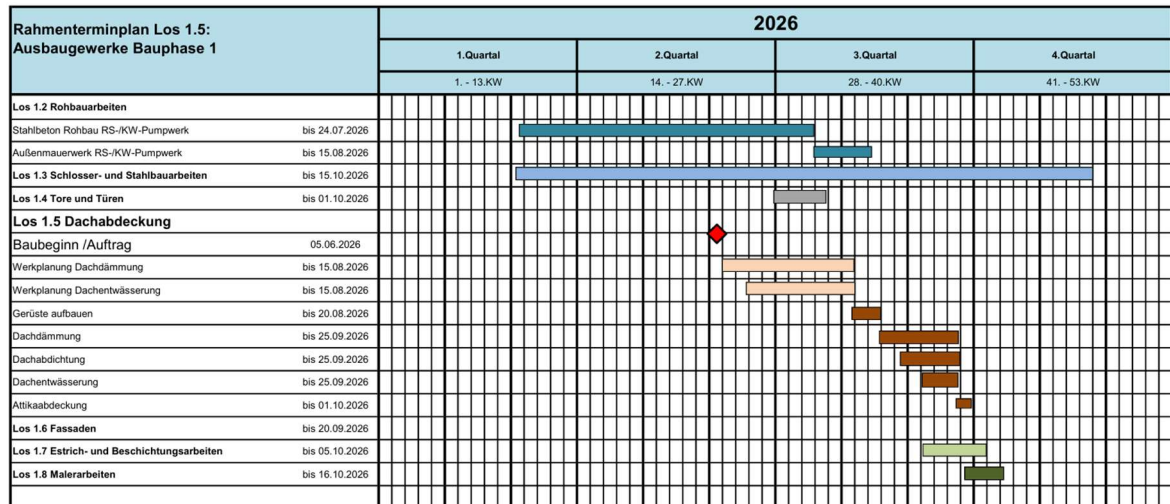 Rahmenterminplan Los 1.5:
Ausbaugewerke Bauphase 1
2026
1.Quartal 2.Quartal 3.Quartal 4.Quartal
1. - 13.KW 14. - 27.KW 28. - 40.KW 41. - 53.KW
Los 1.2 Rohbauarbeiten
Stahlbeton Rohbau RS-/KW-Pumpwerk bis 24.07.2026
Außenmauerwerk RS-/KW-Pumpwerk bis 15.08.2026
Los 1.3 Schlosser- und Stahlbauarbeiten bis 15.10.2026
Los 1.4 Tore und Türen bis 01.10.2026
Los 1.5 Dachabdeckung
Baubeginn /Auftrag 05.06.2026
Werkplanung Dachdämmung bis 15.08.2026
Werkplanung Dachentwässerung bis 15.08.2026
Gerüste aufbauen bis 20.08.2026
Dachdämmung bis 25.09.2026
Dachabdichtung bis 25.09.2026
Dachentwässerung bis 25.09.2026
Attikaabdeckung bis 01.10.2026
Los 1.6 Fassaden bis 20.09.2026
Los 1.7 Estrich- und Beschichtungsarbeiten bis 05.10.2026
Los 1.8 Malerarbeiten bis 16.10.2026